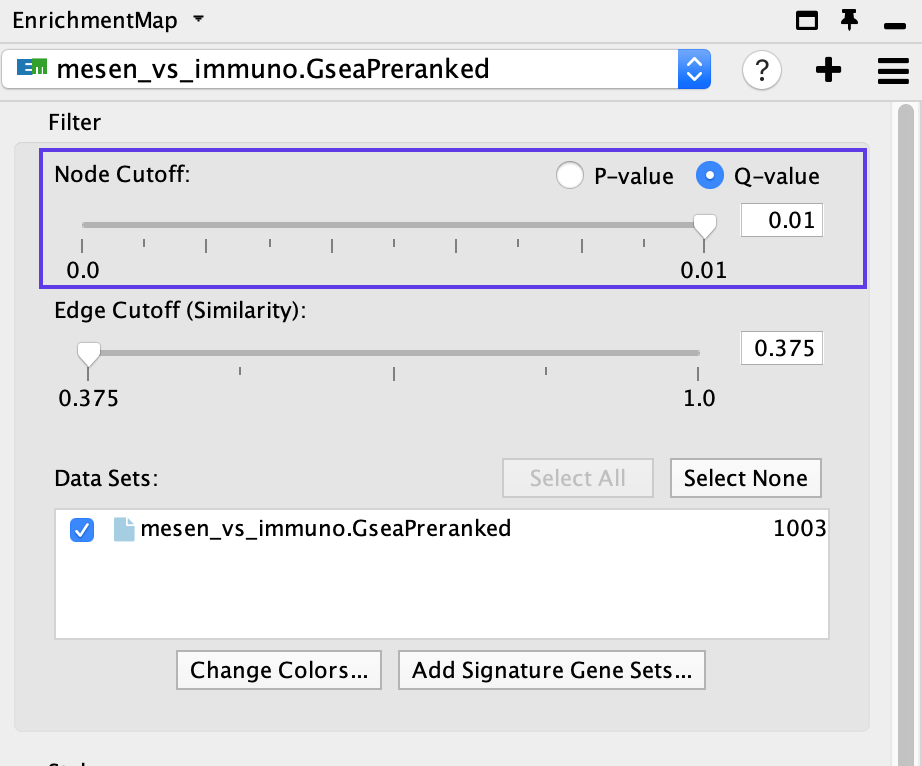 EnrichmentMap
EM mesen_vs_immuno.GseaPreranked ?
Filter
Node Cutoff: P-value Q-value
0.01
0.0 0.01
Edge Cutoff (Similarity):
0.375
0.375 1.0
Data Sets: Select All Select None
mesen_vs_immuno.GseaPreranked 1003
Change Colors... Add Signature Gene Sets...